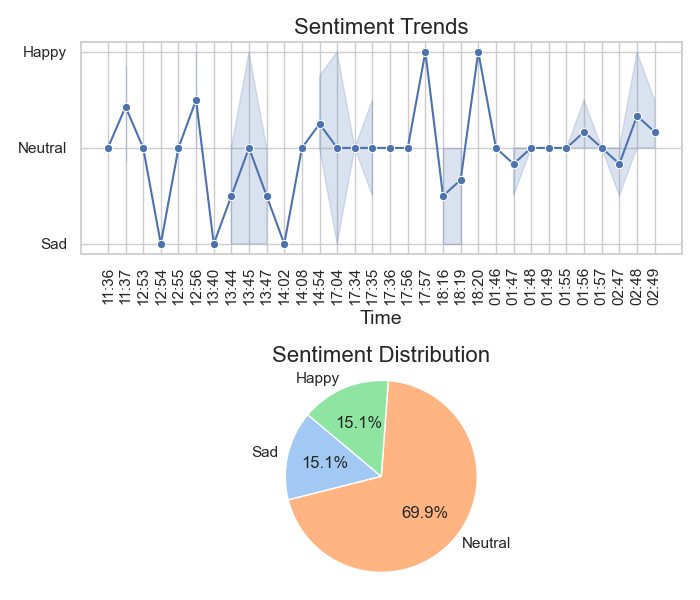 Sentiment Trends
Happy
Neutral
Sad
11:36 11:37 12:53 12:54 12:55 12:56 13:40 13:44 13:45 13:47 14:02 14:08 14:54 17:04 17:34 17:35 17:36 17:56 17:57 18:16 18:19 18:20 01:46 01:47 01:48 01:49 01:55 01:56 01:57 02:47 02:48 02:49
Time
Sentiment Distribution
Happy
15.1%
Sad
15.1%
69.9%
Neutral